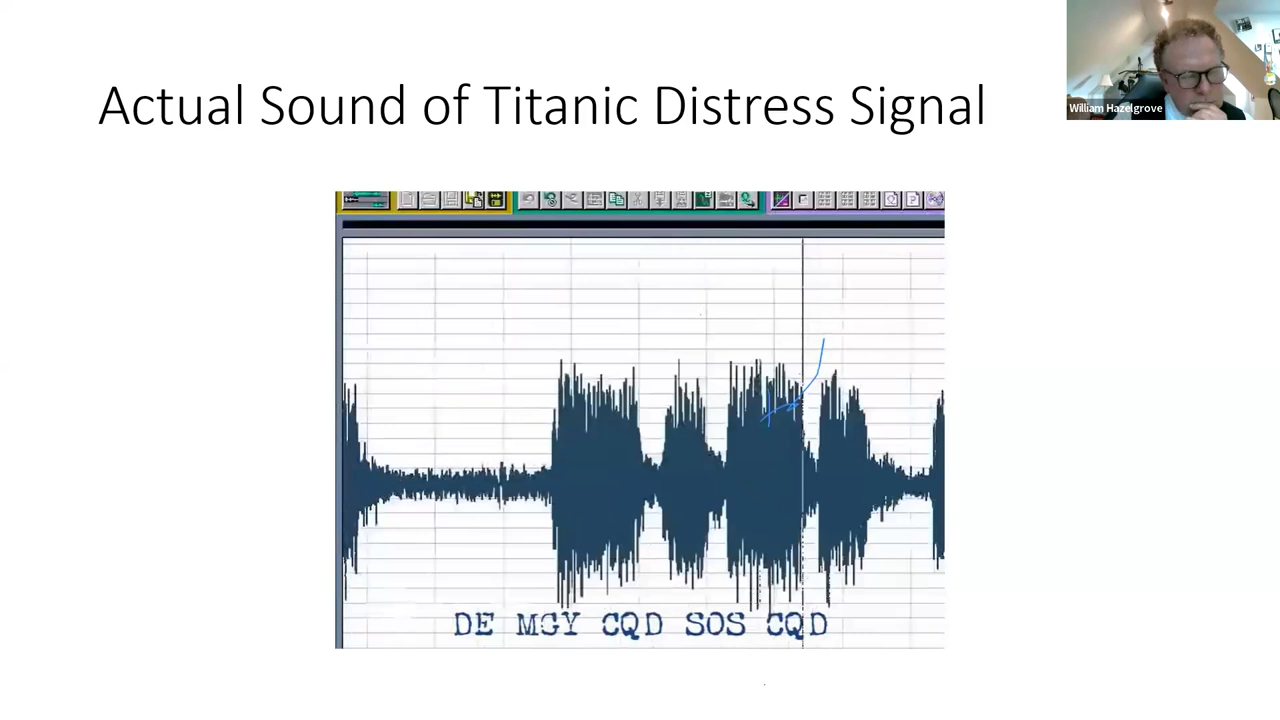 Actual Sound of Titanic Distress Signal
William Hazelgrove
DE MGY CQD SOS CQD